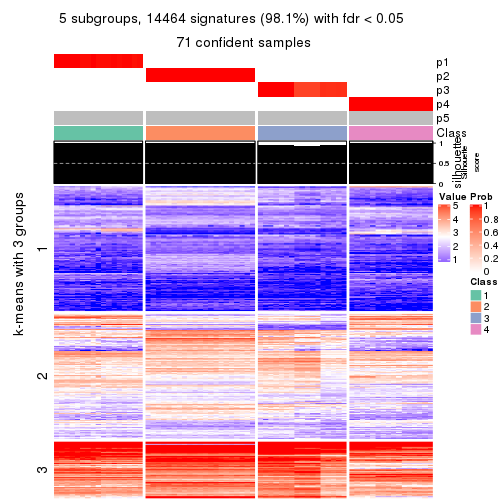 5 subgroups, 14464 signatures (98.1%) with fdr < 0.05
71 confident samples
p1
p2
p3
p4
p5
Class
1
0.5
0
silhouette
Silhouette
score
k-means with 3 groups
1
2
3
Value
5
4
3
2
1
Prob
1
0.8
0.6
0.4
0.2
0
Class
1
2
3
4